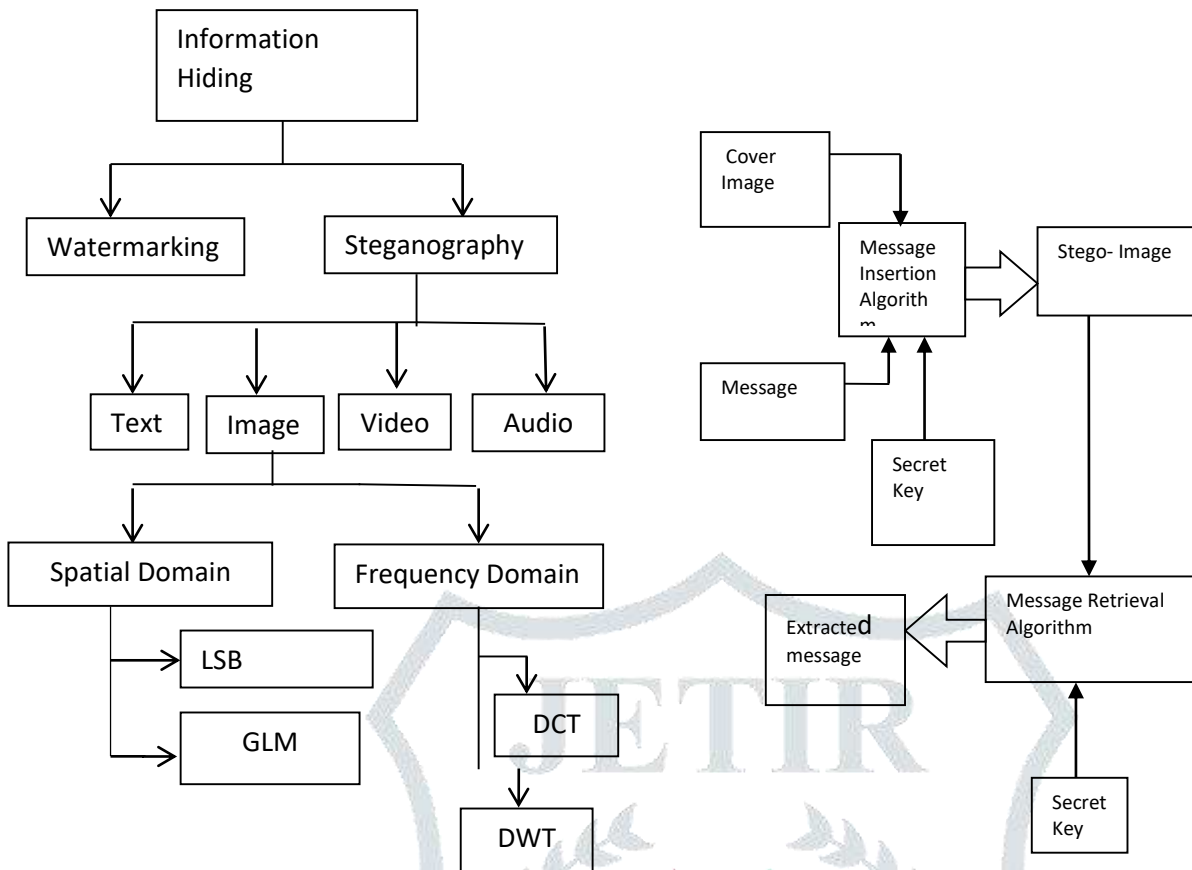 Information
Hiding
Watermarking
Steganography
Text
Image
Video
Audio
Spatial Domain
Frequency Domain
LSB
GLM
DCT
DWT
Cover
Image
Message
Insertion
Algorith
m
Stego- Image
Message
Secret
Key
Message Retrieval
Algorithm
Extracted
message
Secret
Key
JETIR